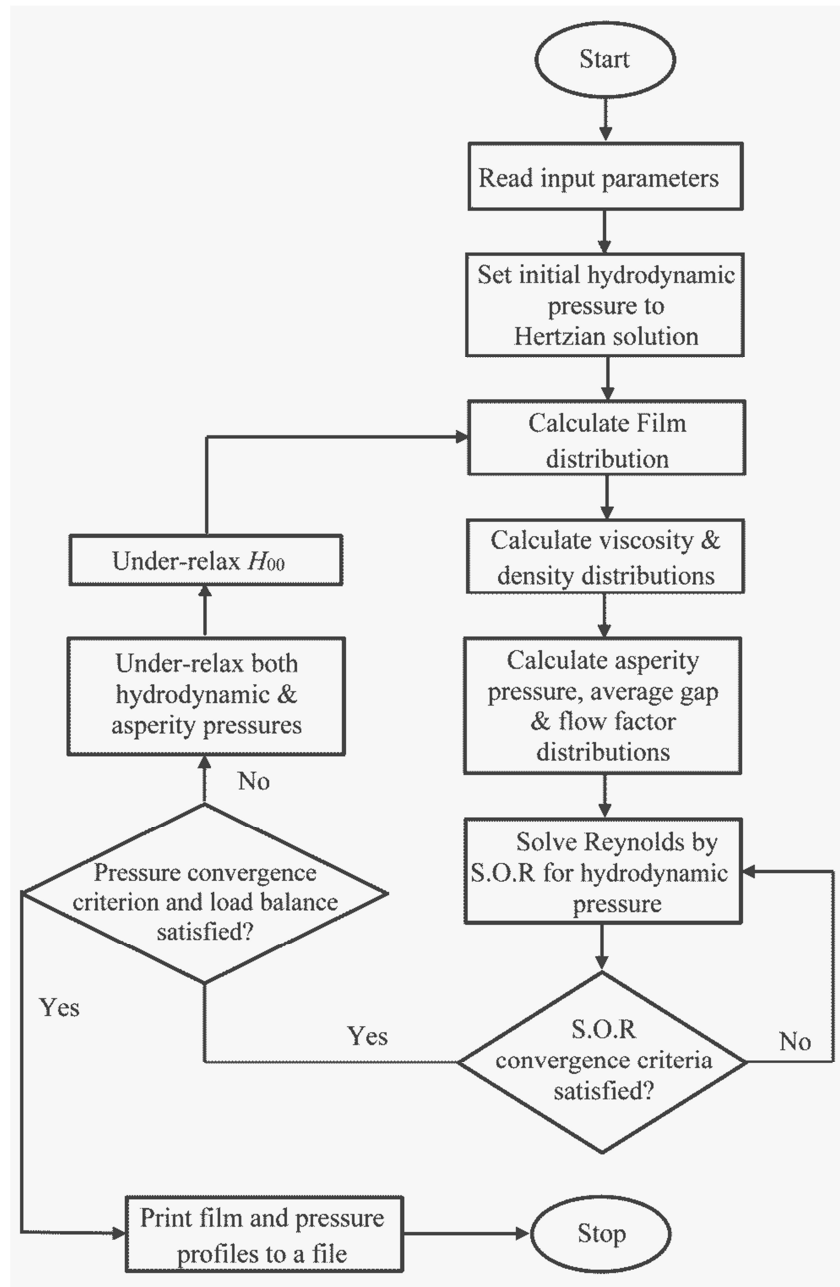 Start
Read input parameters
Set initial hydrodynamic
pressure to
Hertzian solution
Calculate Film
distribution
Calculate viscosity &
density distributions
Calculate asperity
pressure, average gap
& flow factor
distributions
Solve Reynolds by
S.O.R for hydrodynamic
pressure
S.O.R
convergence criteria
satisfied?
No
Yes
Pressure convergence
criterion and load balance
satisfied?
No
Under-relax both
hydrodynamic &
asperity pressures
Under-relax H00
Yes
Print film and pressure
profiles to a file
Stop